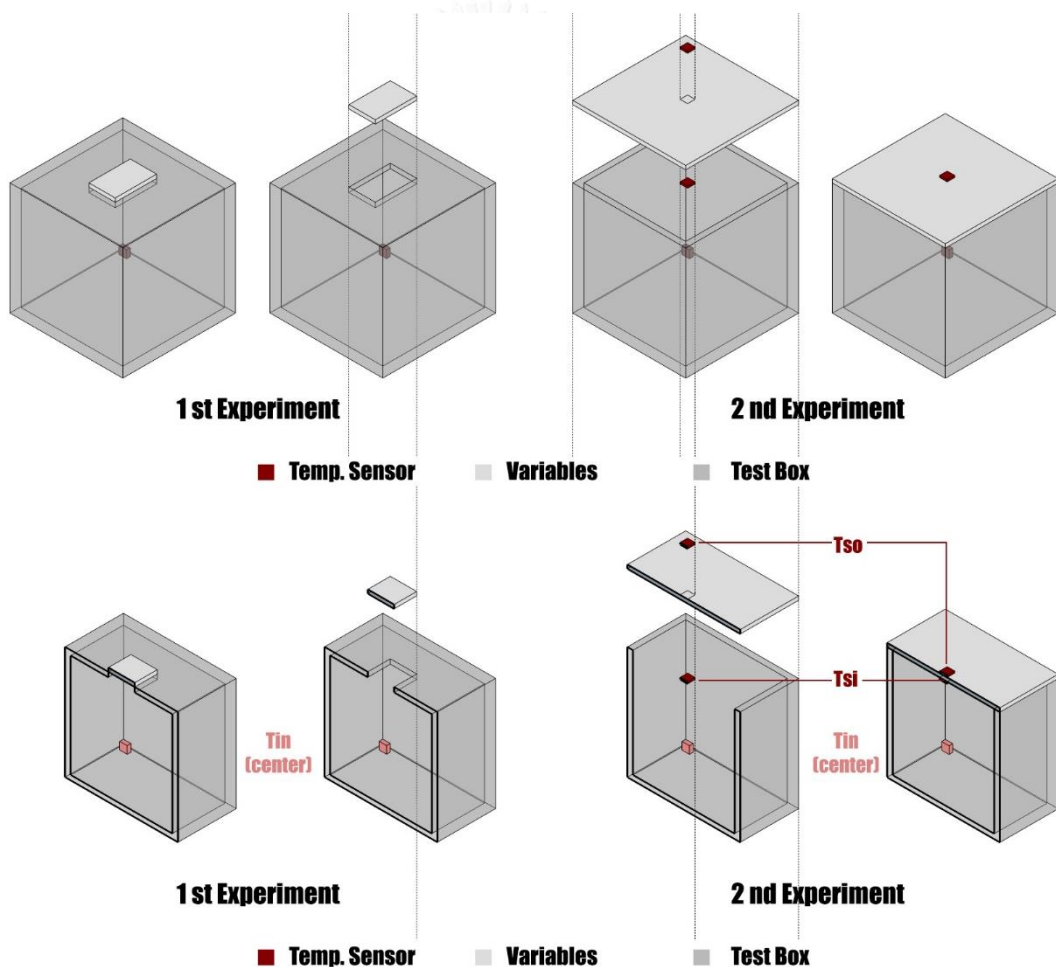 1 st Experiment
2 nd Experiment
Temp. Sensor
Variables
Test Box
Tso
Tsi
Tin
(center)
Tin
(center)
1 st Experiment
2 nd Experiment
Temp. Sensor
Variables
Test Box